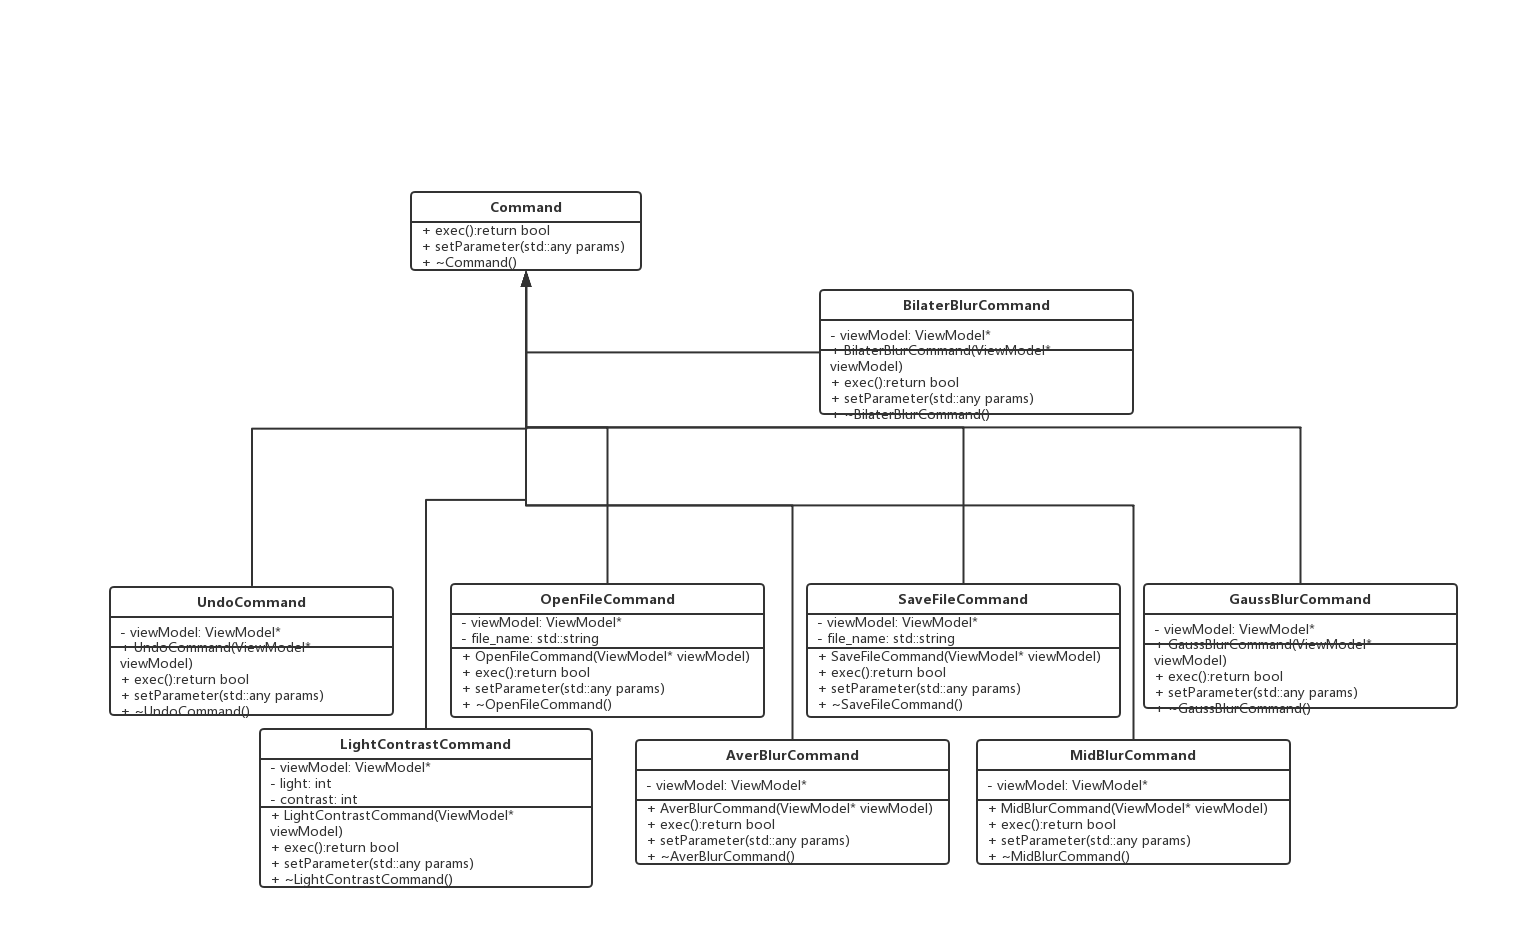 Command
+ exec():return bool
+ setParameter(std::any params)
+ ~Command()
BilaterBlurCommand
- viewModel: ViewModel*
+ BilaterBlurCommand(ViewModel*
viewModel)
+ exec():return bool
+ setParameter(std::any params)
+ ~BilaterBlurCommand()
UndoCommand
- viewModel: ViewModel*
+ UndoCommand(ViewModel*
viewModel)
+ exec():return bool
+ setParameter(std::any params)
+ ~UndoCommand()
OpenFileCommand
- viewModel: ViewModel*
- file_name: std::string
+ OpenFileCommand(ViewModel* viewModel)
+ exec():return bool
+ setParameter(std::any params)
+ ~OpenFileCommand()
SaveFileCommand
- viewModel: ViewModel*
- file_name: std::string
+ SaveFileCommand(ViewModel* viewModel)
+ exec():return bool
+ setParameter(std::any params)
+ ~SaveFileCommand()
GaussBlurCommand
- viewModel: ViewModel*
+ GaussBlurCommand(ViewModel*
viewModel)
+ exec():return bool
+ setParameter(std::any params)
+ ~GaussBlurCommand()
LightContrastCommand
- viewModel: ViewModel*
- light: int
- contrast: int
+ LightContrastCommand(ViewModel*
viewModel)
+ exec():return bool
+ setParameter(std::any params)
+ ~LightContrastCommand()
AverBlurCommand
- viewModel: ViewModel*
+ AverBlurCommand(ViewModel* viewModel)
+ exec():return bool
+ setParameter(std::any params)
+ ~AverBlurCommand()
MidBlurCommand
- viewModel: ViewModel*
+ MidBlurCommand(ViewModel* viewModel)
+ exec():return bool
+ setParameter(std::any params)
+ ~MidBlurCommand()